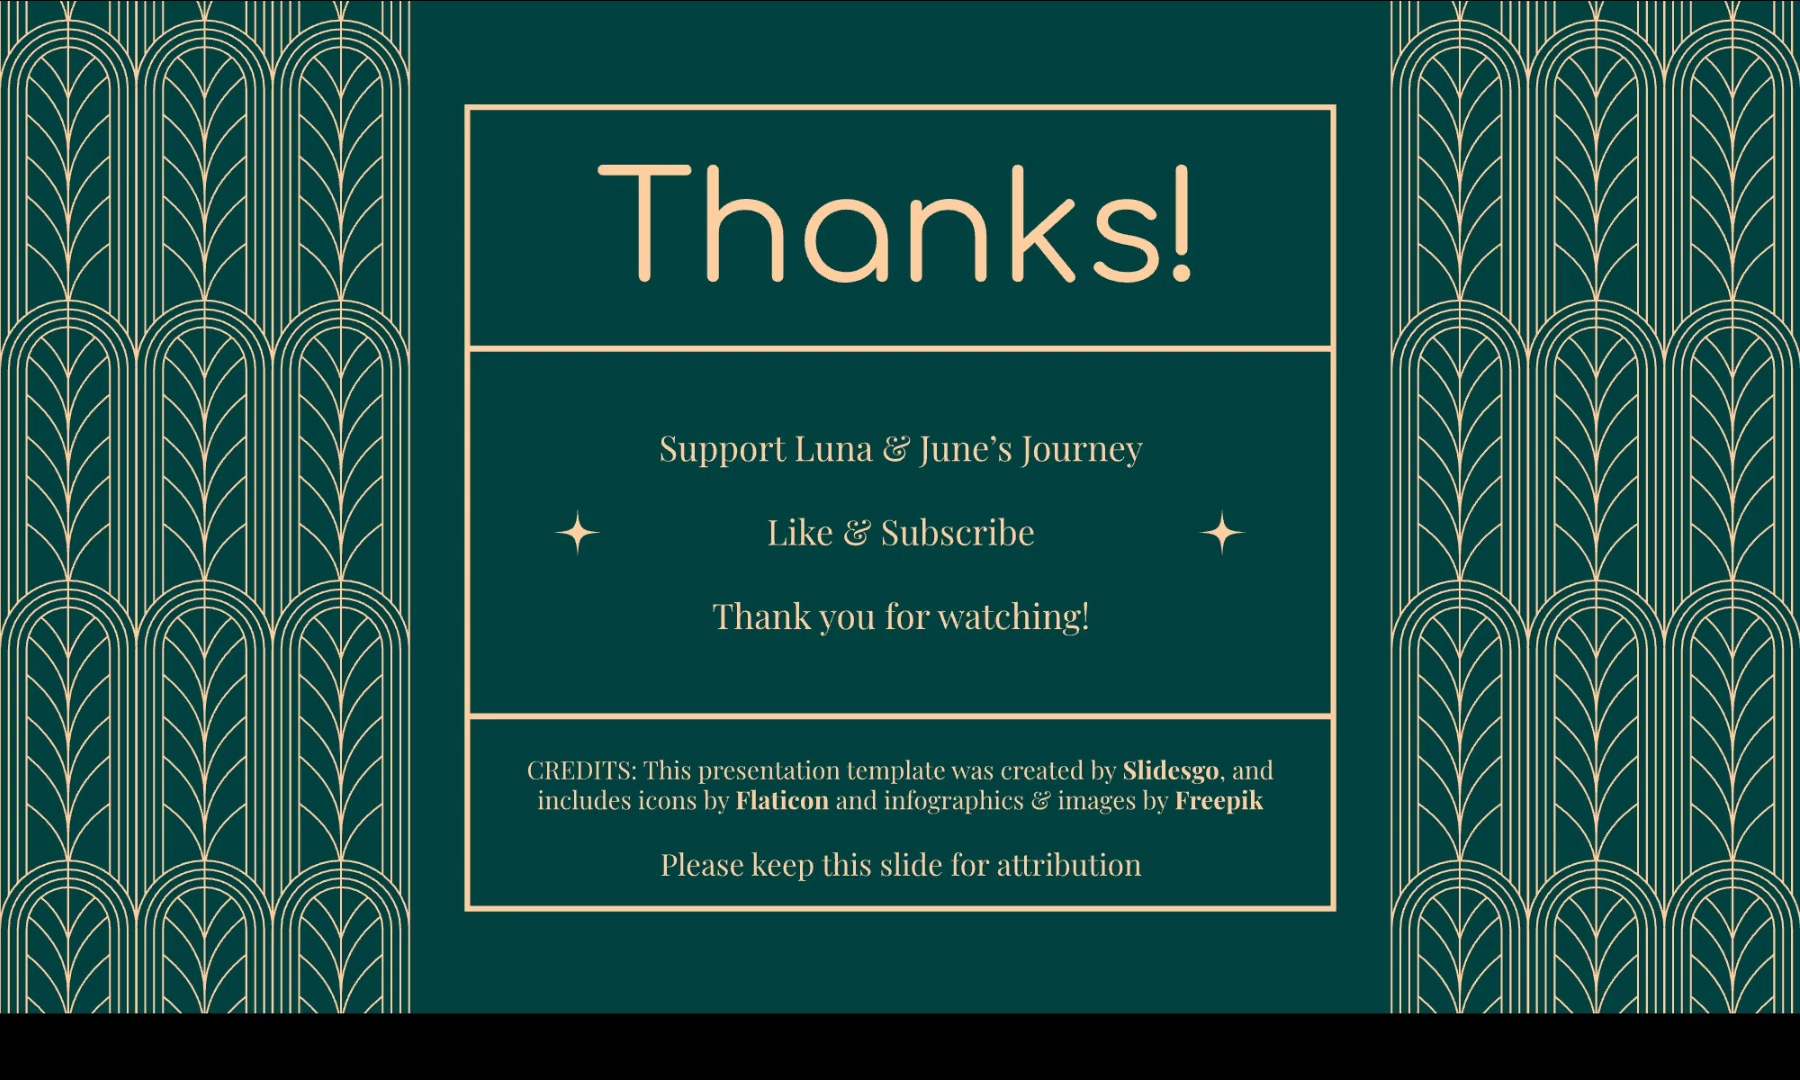 Thanks!
Support Luna & June’s Journey
Like & Subscribe
Thank you for watching!
CREDITS: This presentation template was created by Slidesgo, and
includes icons by Flaticon and infographics & images by Freepik
Please keep this slide for attribution